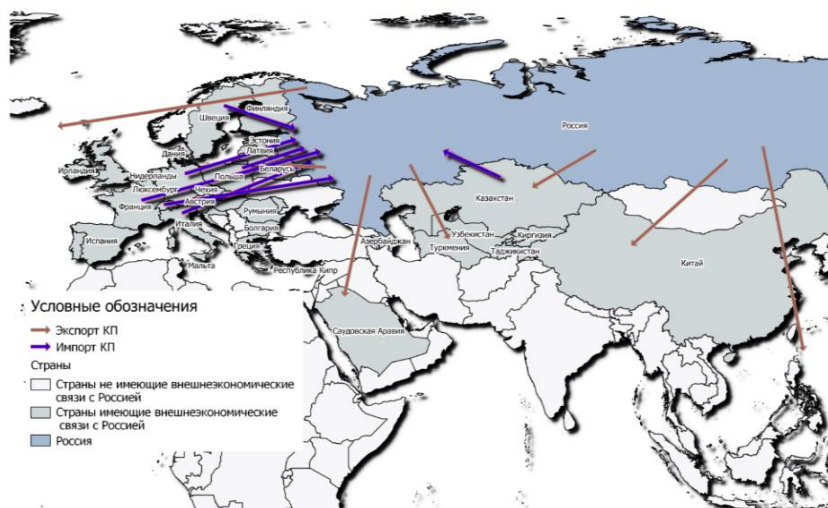 Швеция
Финляндия
Россия
Эстония
Латвия
Дания
Ирландия
Нидерланды
Польша
Беларусь
Люксембург
Чехия
Казахстан
Франция
Австрия
Румыния
Италия
Болгария
Испания
Узбекистан
Киргизия
Азербайджан
Туркмения
Таджикистан
Греция
Мальта
Республика Кипр
Китай
Саудовская Аравия
Условные обозначения
Экспорт КП
Импорт КП
Страны
Страны не имеющие внешнеэкономические
связи с Россией
Страны имеющие внешнеэкономические
связи с Россией
Россия